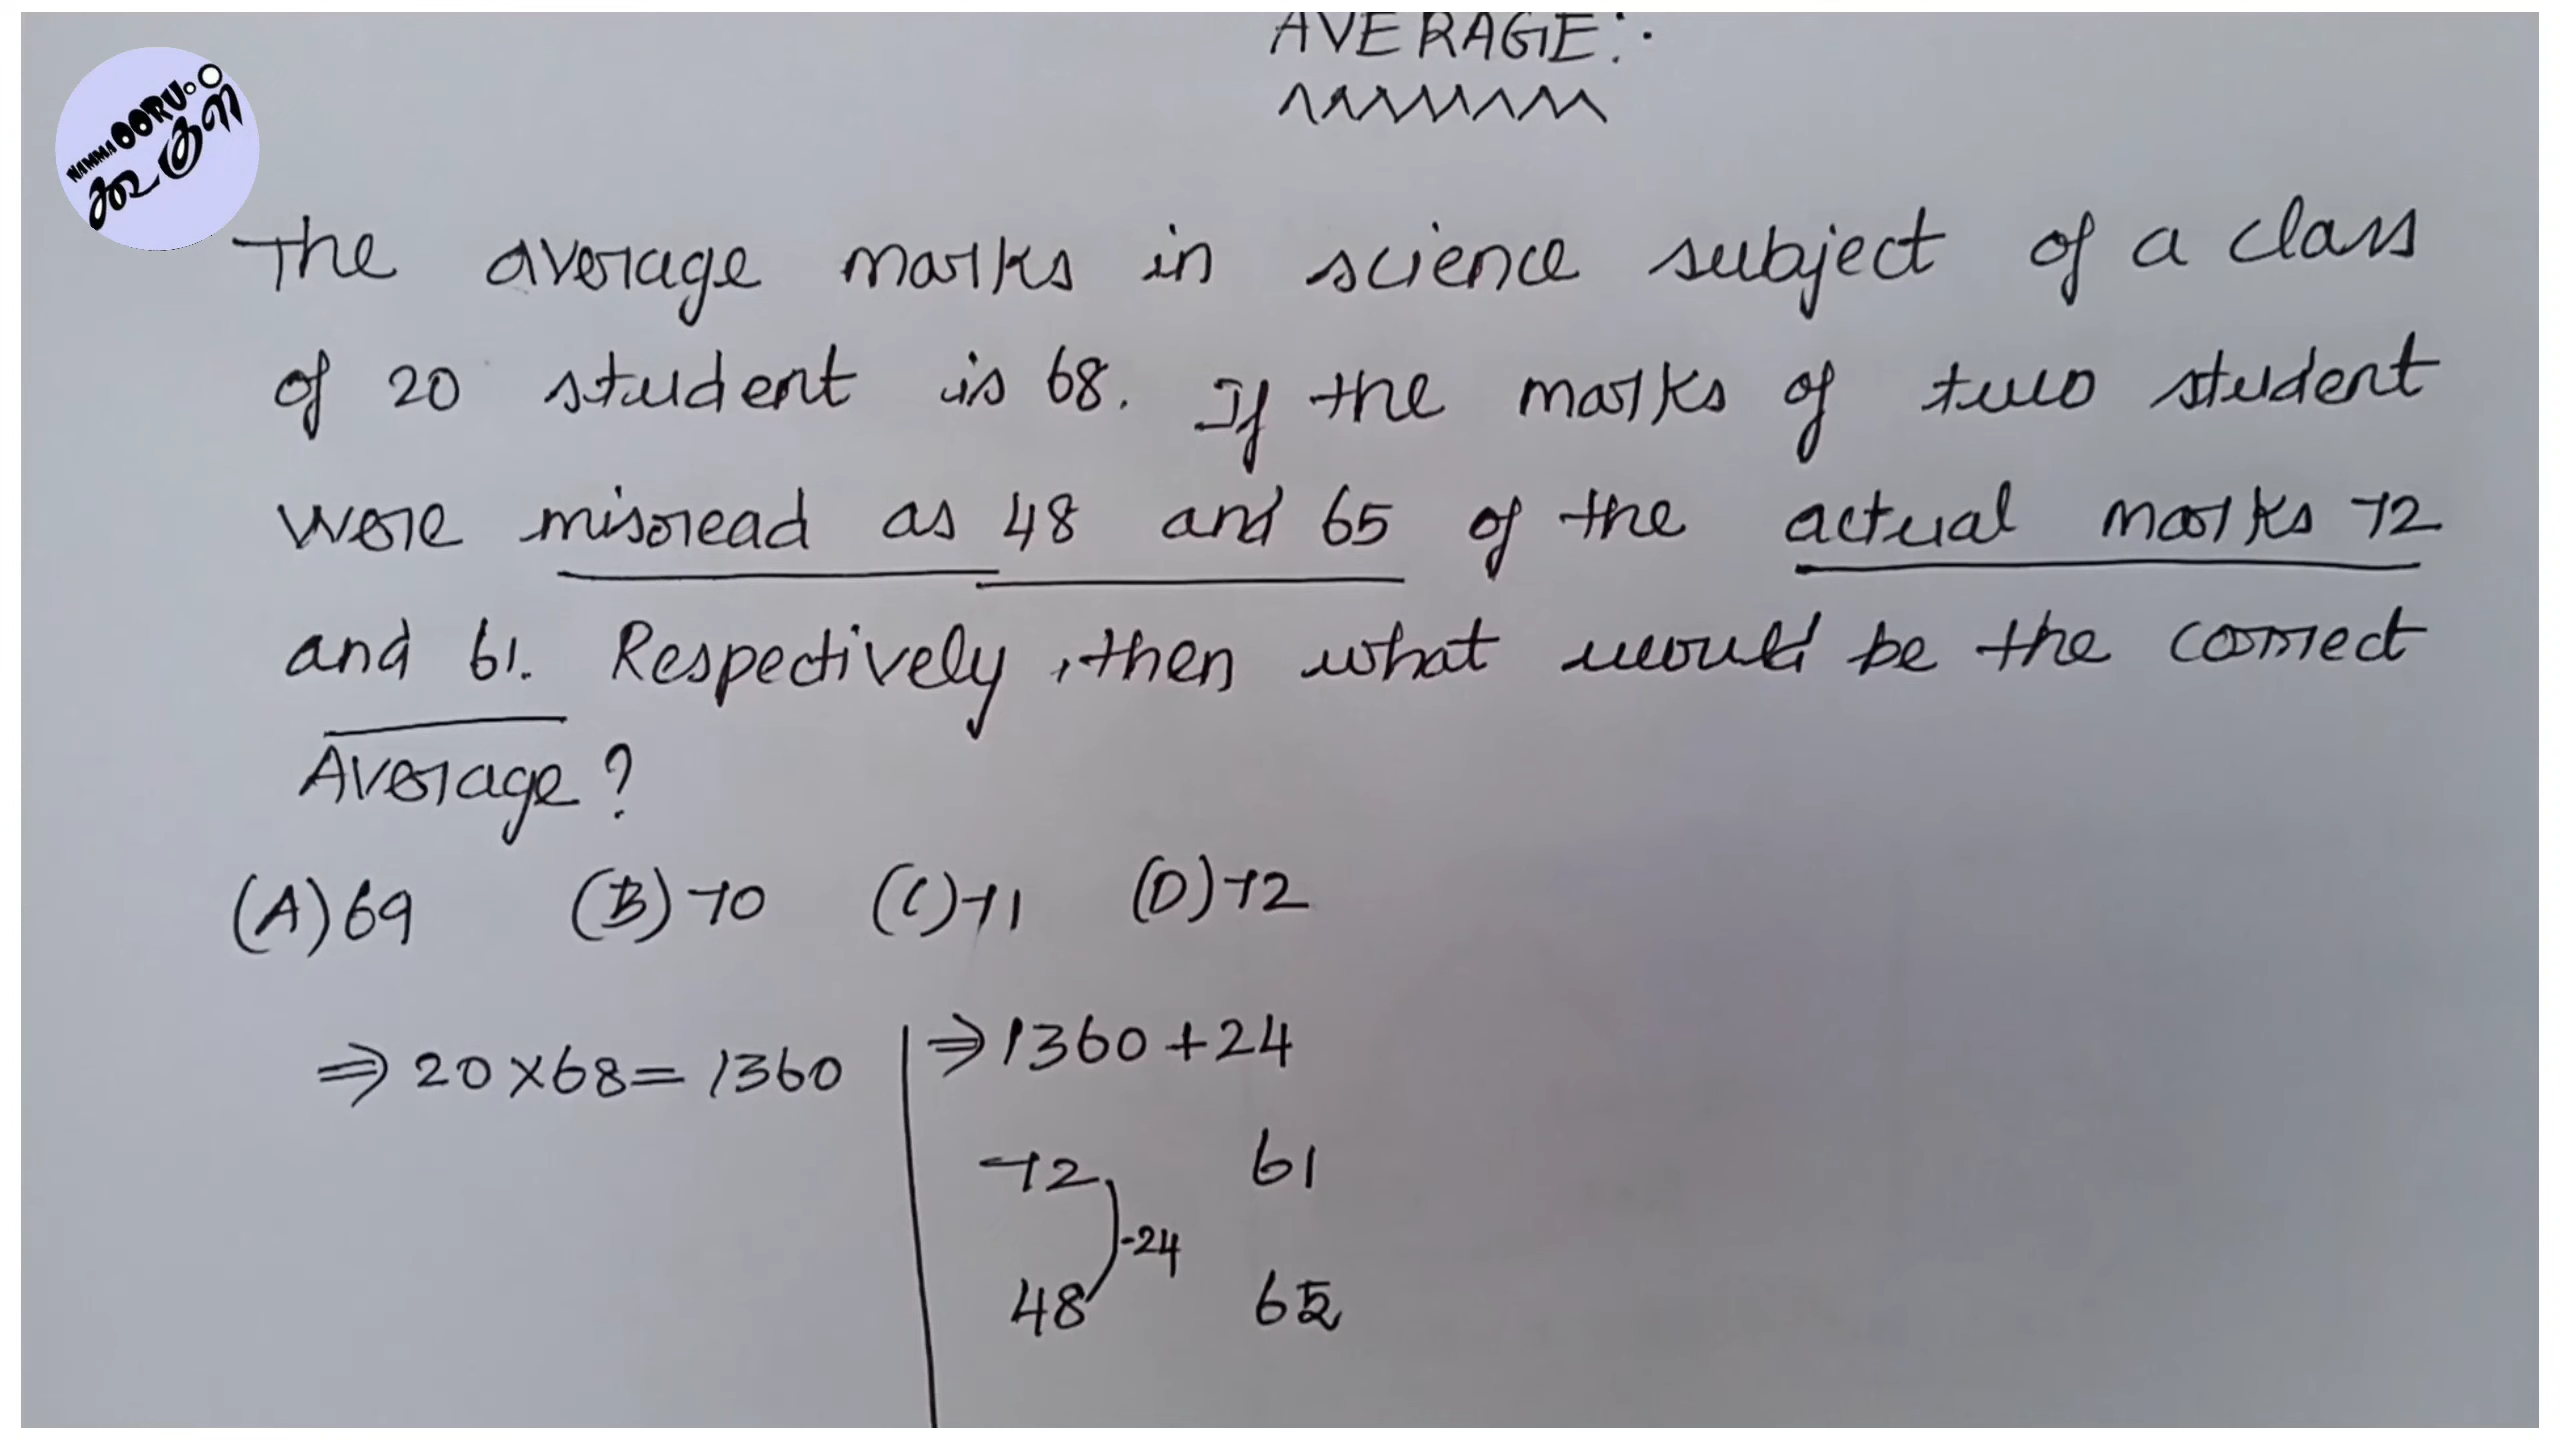 AVERAGE:-
NAMMA OORU
The average marks in science subject of a class
of 20 student is 68. If the marks of two student
were misread as 48 and 65 of the actual marks 72
and 61. Respectively, then what would be the correct
Average?
(A) 69 (B) 70 (C) 71 (D) 72
⇒ 20 × 68 = 1360
⇒ 1360 + 24
72 61
-24
48 65